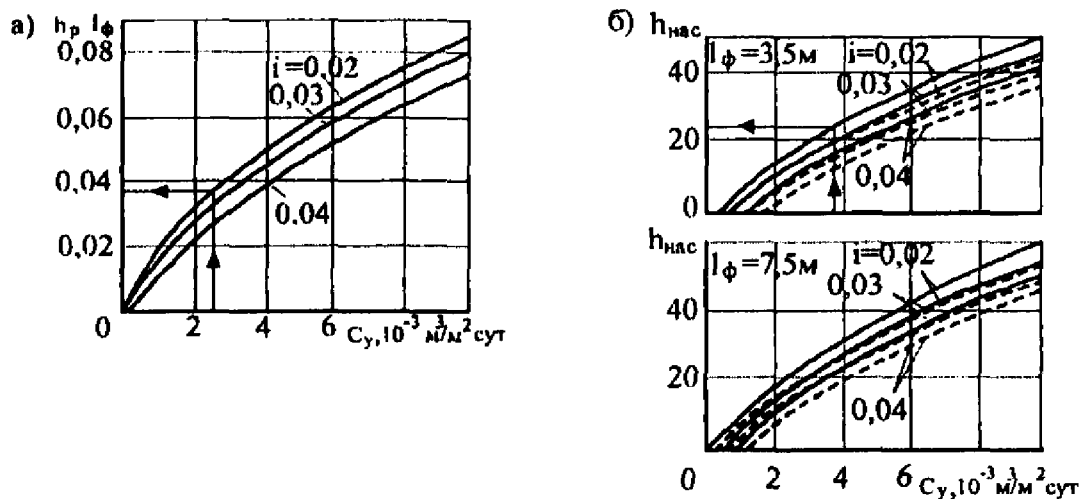 а) hр lф
0,08
0,06
0,04
0,02
0
i=0,02
0,03
0,04
2 4 6
Cу,10⁻³ м³/м² сут
б) hнас
lф=3,5м i=0,02
40
0,03
20
0,04
0
hнас
lф=7,5м i=0,02
0,03
40
20
0,04
0 2 4 6 Cу,10⁻³ м³/м² сут